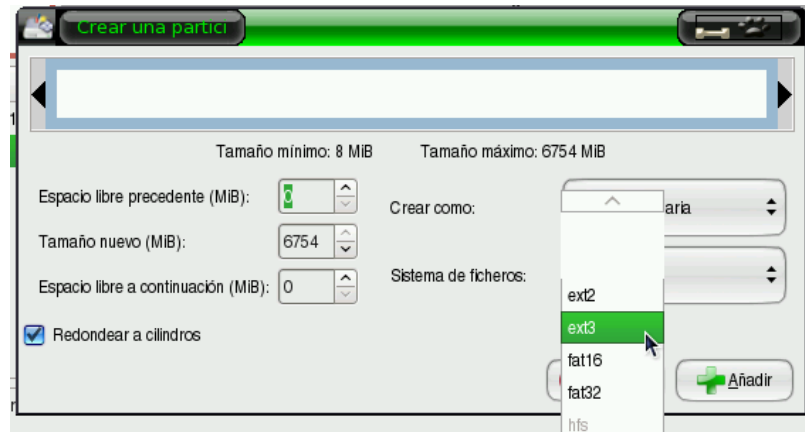 Crear una partici
Tamaño mínimo: 8 MiB Tamaño máximo: 6754 MiB
Espacio libre precedente (MiB): 0
Crear como: aria
Tamaño nuevo (MiB): 6754
Sistema de ficheros:
Espacio libre a continuación (MiB): 0
ext2
Redondear a cilindros
ext3
fat16
fat32
hfs
Añadir